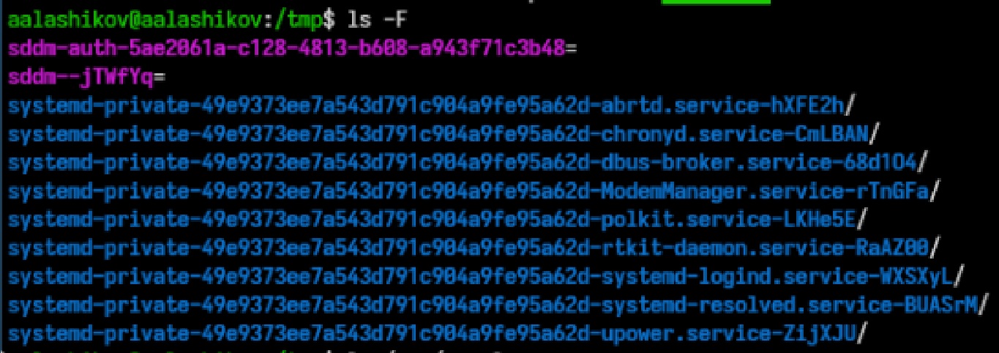 aalashikov@aalashikov:/tmp$ ls -F
sddm-auth-5ae2061a-c128-4813-b608-a943f71c3b48=
sddm--jTWfYq=
systemd-private-49e9373ee7a543d791c904a9fe95a62d-abrtd.service-hXFE2h/
systemd-private-49e9373ee7a543d791c904a9fe95a62d-chronyd.service-CmLBAN/
systemd-private-49e9373ee7a543d791c904a9fe95a62d-dbus-broker.service-68d1O4/
systemd-private-49e9373ee7a543d791c904a9fe95a62d-ModemManager.service-rTnGFa/
systemd-private-49e9373ee7a543d791c904a9fe95a62d-polkit.service-LKHe5E/
systemd-private-49e9373ee7a543d791c904a9fe95a62d-rtkit-daemon.service-RaAZ00/
systemd-private-49e9373ee7a543d791c904a9fe95a62d-systemd-logind.service-WXSXyL/
systemd-private-49e9373ee7a543d791c904a9fe95a62d-systemd-resolved.service-BUASrM/
systemd-private-49e9373ee7a543d791c904a9fe95a62d-upower.service-ZijXJU/